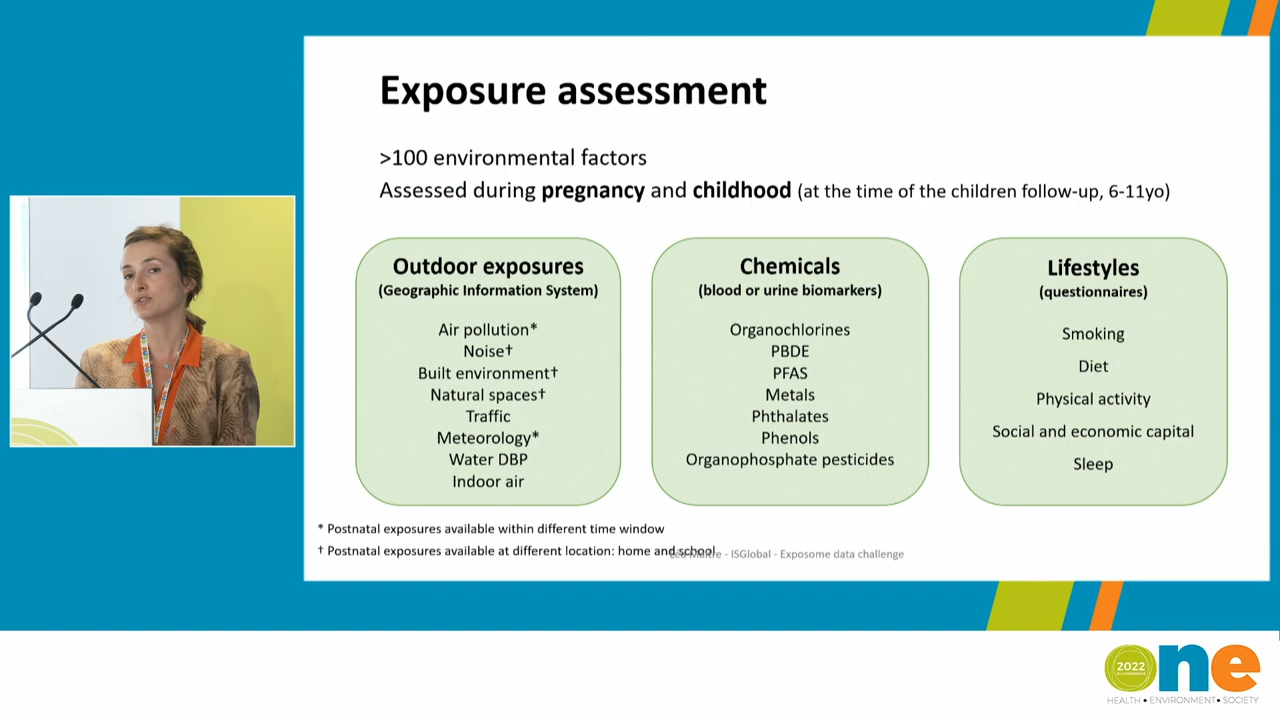 Exposure assessment
>100 environmental factors
Assessed during pregnancy and childhood (at the time of the children follow-up, 6-11yo)
Outdoor exposures
(Geographic Information System)
Air pollution*
Noise†
Built environment†
Natural spaces†
Traffic
Meteorology*
Water DBP
Indoor air
Chemicals
(blood or urine biomarkers)
Organochlorines
PBDE
PFAS
Metals
Phthalates
Phenols
Organophosphate pesticides
Lifestyles
(questionnaires)
Smoking
Diet
Physical activity
Social and economic capital
Sleep
* Postnatal exposures available within different time window
† Postnatal exposures available at different location: home and school
- ISGlobal - Exposome data challenge
2022
one
HEALTH • ENVIRONMENT • SOCIETY